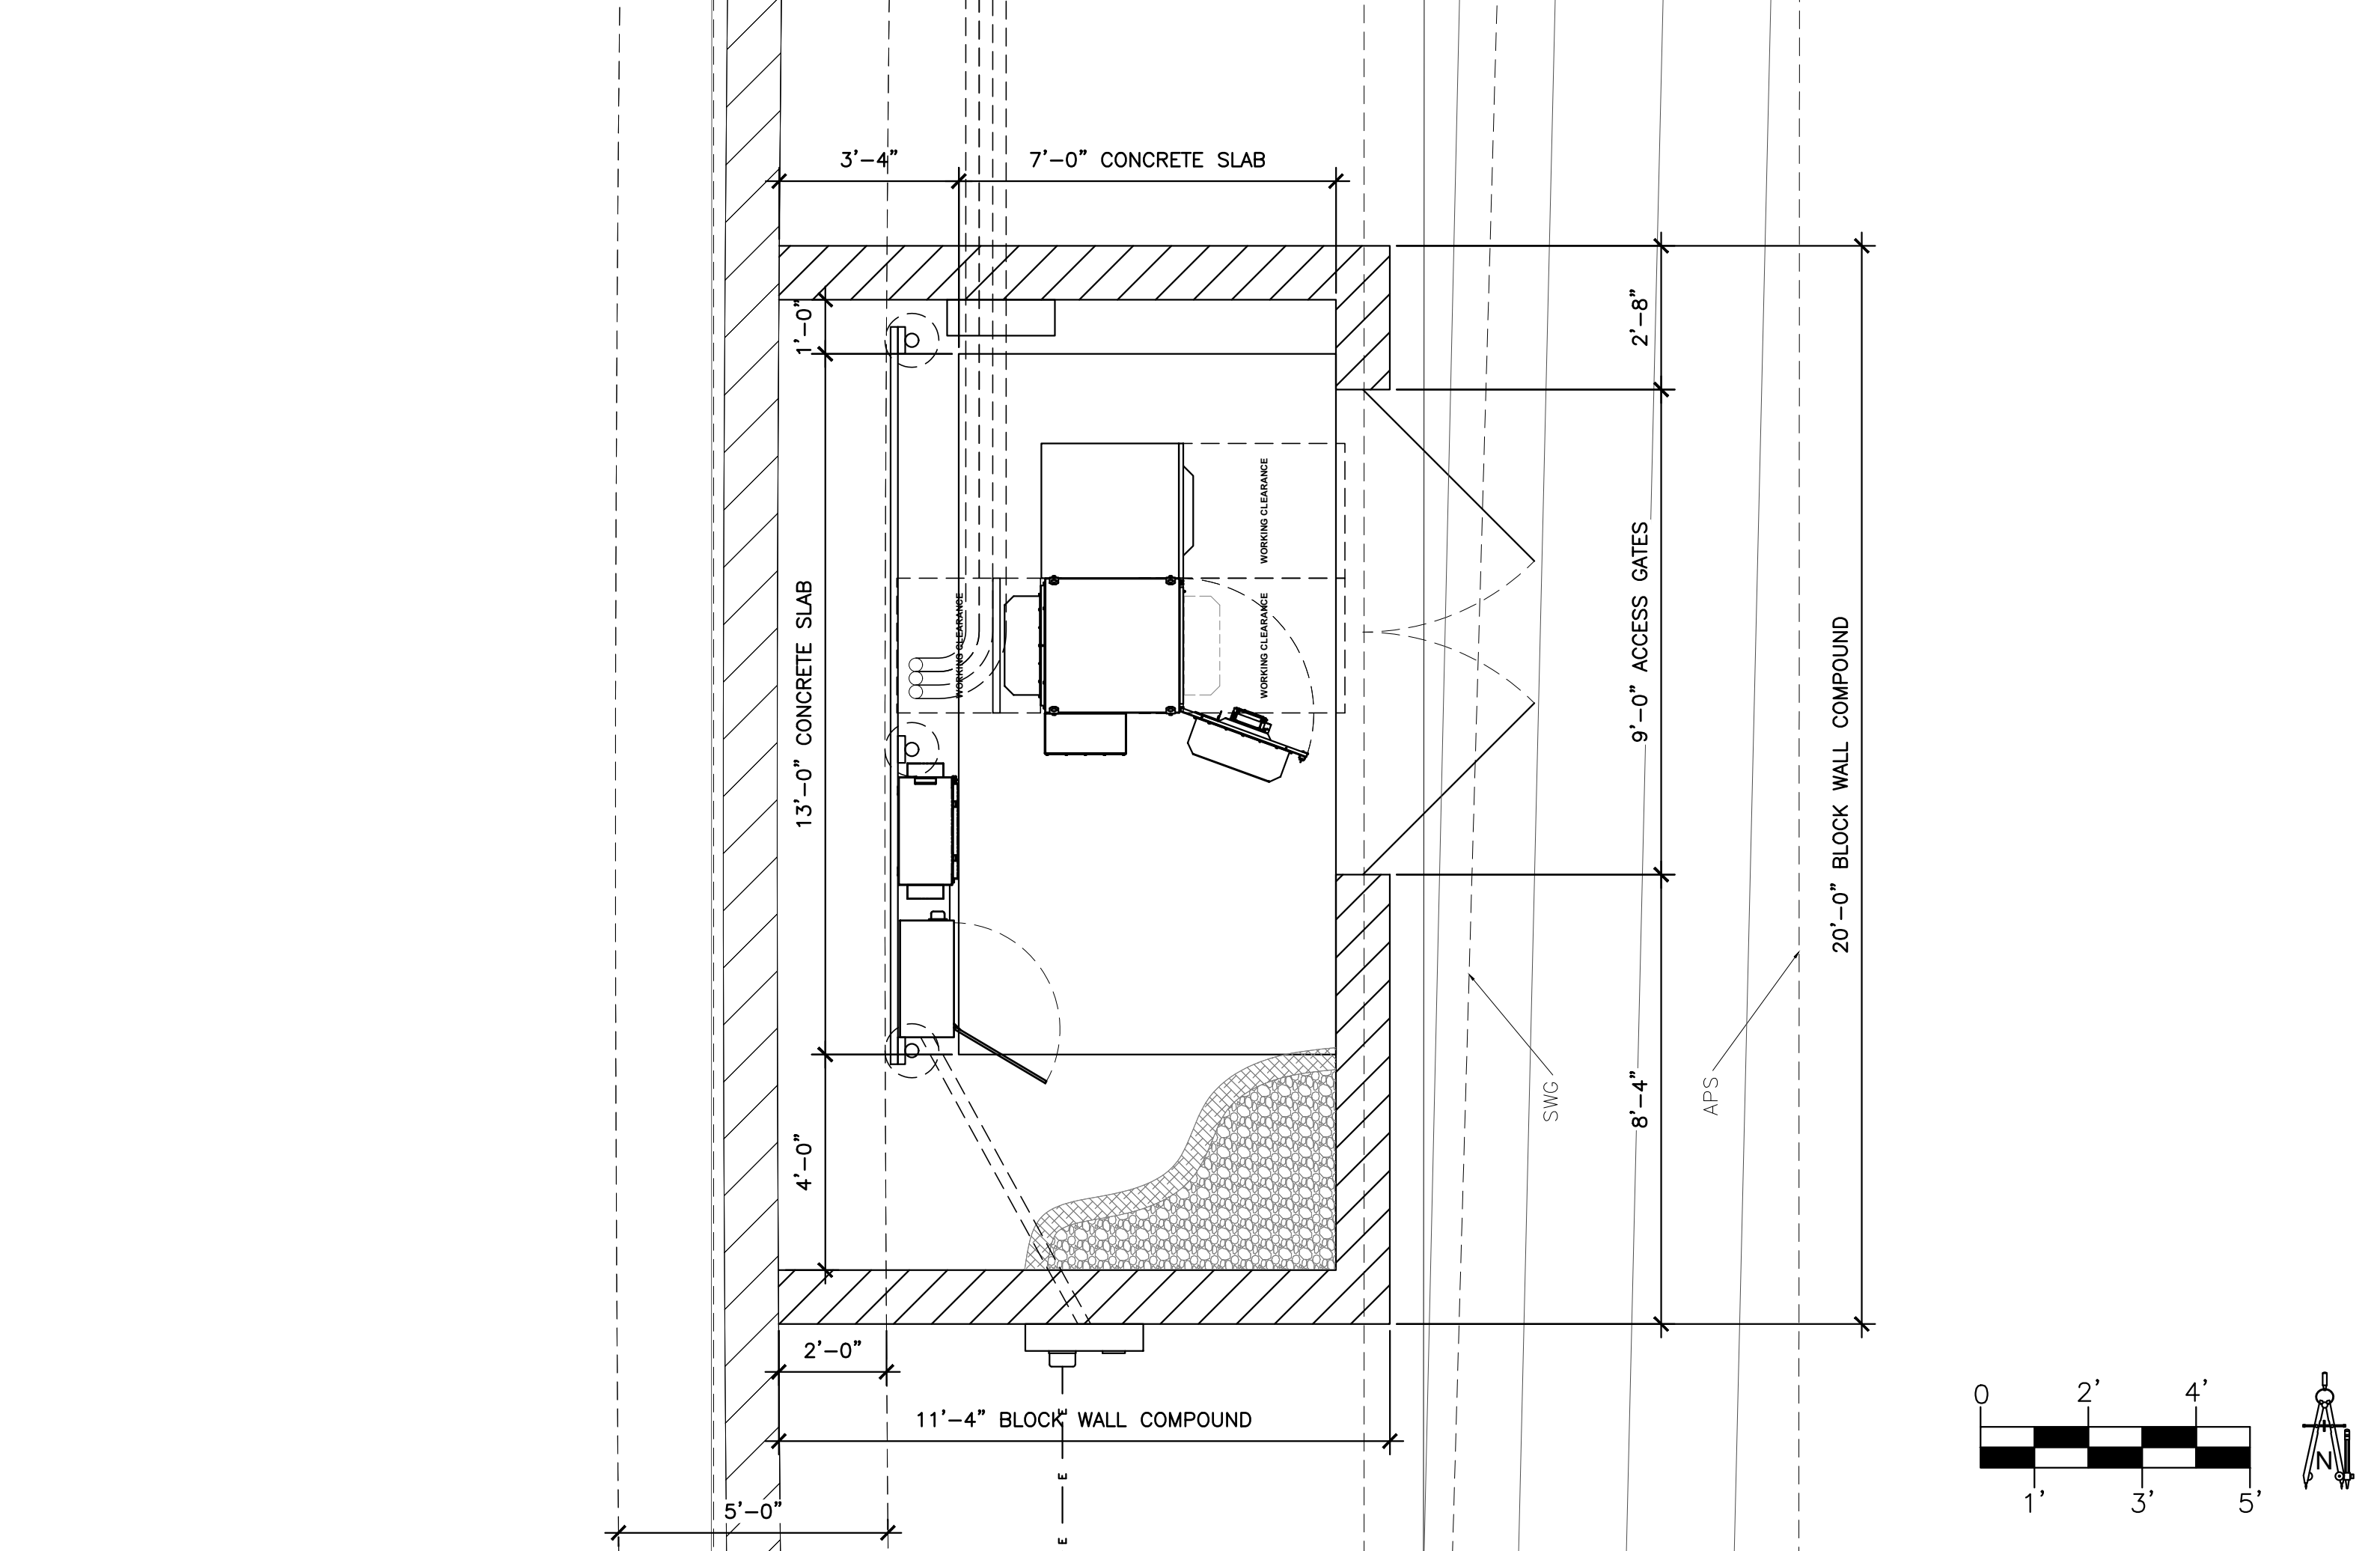 3'-4"
7'-0" CONCRETE SLAB
1'-0"
2'-8"
WORKING CLEARANCE
WORKING CLEARANCE
WORKING CLEARANCE
13'-0" CONCRETE SLAB
9'-0" ACCESS GATES
20'-0" BLOCK WALL COMPOUND
SWG
APS
8'-4"
4'-0"
2'-0"
11'-4" BLOCK WALL COMPOUND
E
E
E
5'-0"
0 2' 4'
1' 3' 5'
N